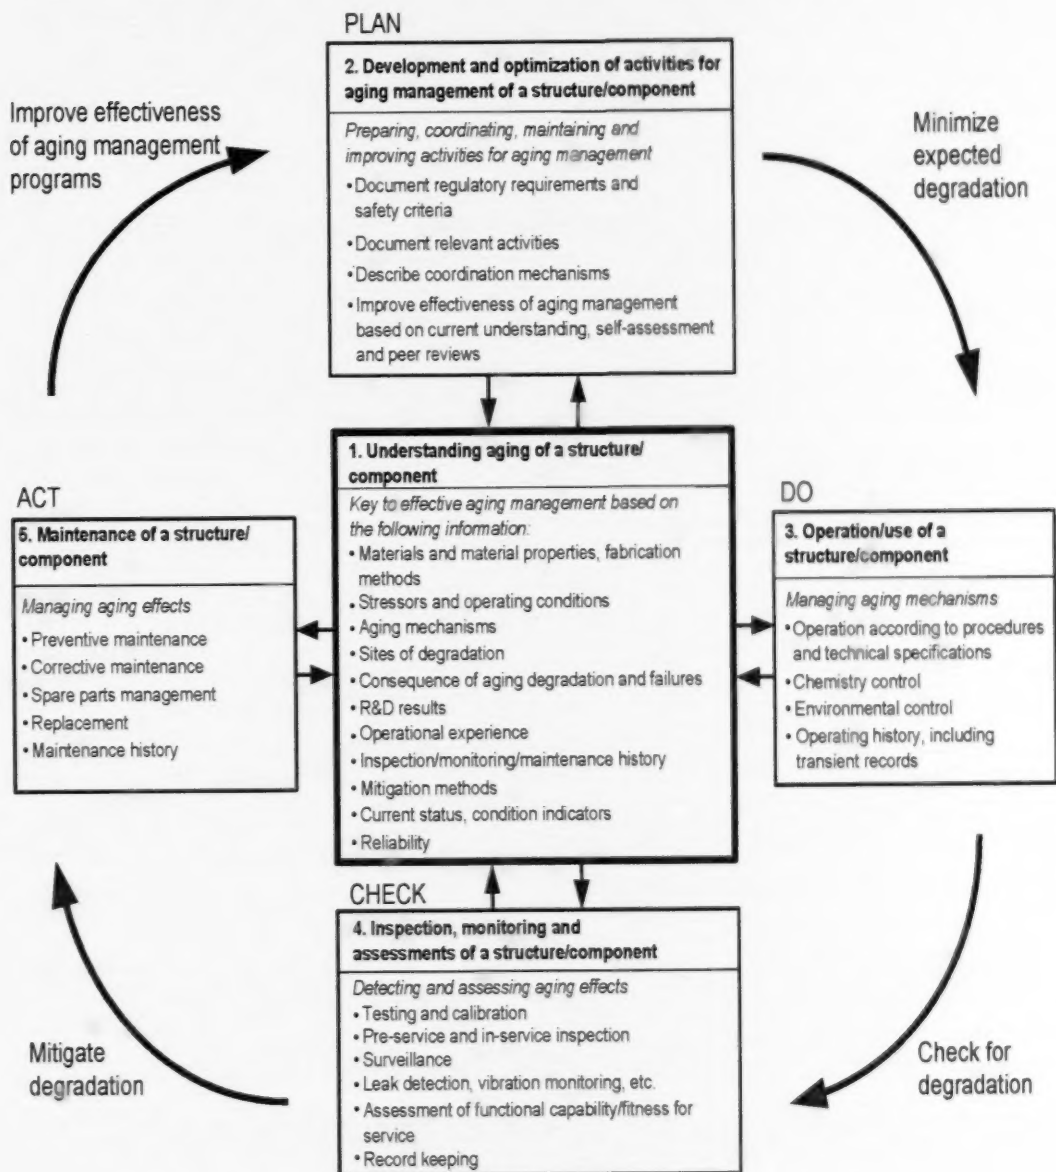 PLAN
2. Development and optimization of activities for
aging management of a structure/component
Preparing, coordinating, maintaining and
improving activities for aging management
• Document regulatory requirements and
safety criteria
• Document relevant activities
• Describe coordination mechanisms
• Improve effectiveness of aging management
based on current understanding, self-assessment
and peer reviews
Improve effectiveness
of aging management
programs
Minimize
expected
degradation
1. Understanding aging of a structure/
component
Key to effective aging management based on
the following information:
• Materials and material properties, fabrication
methods
• Stressors and operating conditions
• Aging mechanisms
• Sites of degradation
• Consequence of aging degradation and failures
• R&D results
• Operational experience
• Inspection/monitoring/maintenance history
• Mitigation methods
• Current status, condition indicators
• Reliability
ACT
5. Maintenance of a structure/
component
Managing aging effects
• Preventive maintenance
• Corrective maintenance
• Spare parts management
• Replacement
• Maintenance history
DO
3. Operation/use of a
structure/component
Managing aging mechanisms
• Operation according to procedures
and technical specifications
• Chemistry control
• Environmental control
• Operating history, including
transient records
CHECK
4. Inspection, monitoring and
assessments of a structure/component
Detecting and assessing aging effects
• Testing and calibration
• Pre-service and in-service inspection
• Surveillance
• Leak detection, vibration monitoring, etc.
• Assessment of functional capability/fitness for
service
• Record keeping
Mitigate
degradation
Check for
degradation